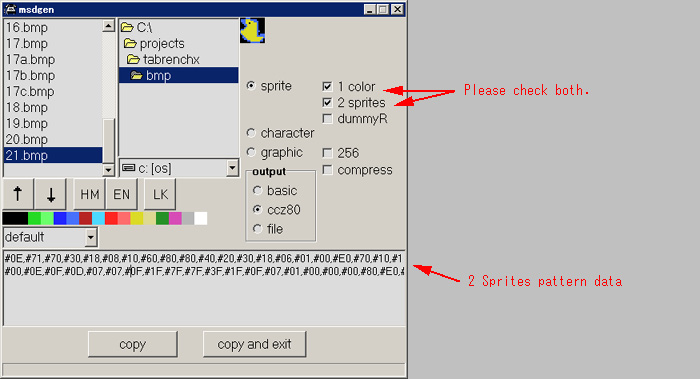 msdgen
16.bmp
17.bmp
17a.bmp
17b.bmp
17c.bmp
18.bmp
19.bmp
20.bmp
21.bmp
C:\
projects
tabrenchx
bmp
c: [os]
sprite
character
graphic
1 color
2 sprites
dummyR
256
compress
output
basic
ccz80
file
HM
EN
LK
default
#0E,#71,#70,#30,#18,#08,#10,#60,#80,#80,#40,#20,#30,#18,#06,#01,#00,#E0,#70,#10,#1
#00,#0E,#0F,#0D,#07,#07,#0F,#1F,#7F,#7F,#3F,#1F,#0F,#07,#01,#00,#00,#00,#80,#E0,#
copy
copy and exit
Please check both.
2 Sprites pattern data